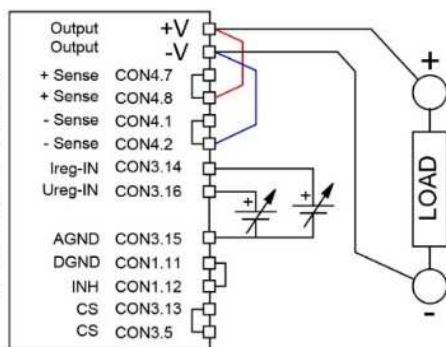 Output +V
Output -V
+ Sense CON4.7
+ Sense CON4.8
- Sense CON4.1
- Sense CON4.2
Ireg-IN CON3.14
Ureg-IN CON3.16
AGND CON3.15
DGND CON1.11
INH CON1.12
CS CON3.13
CS CON3.5
+ +
+
LOAD
-